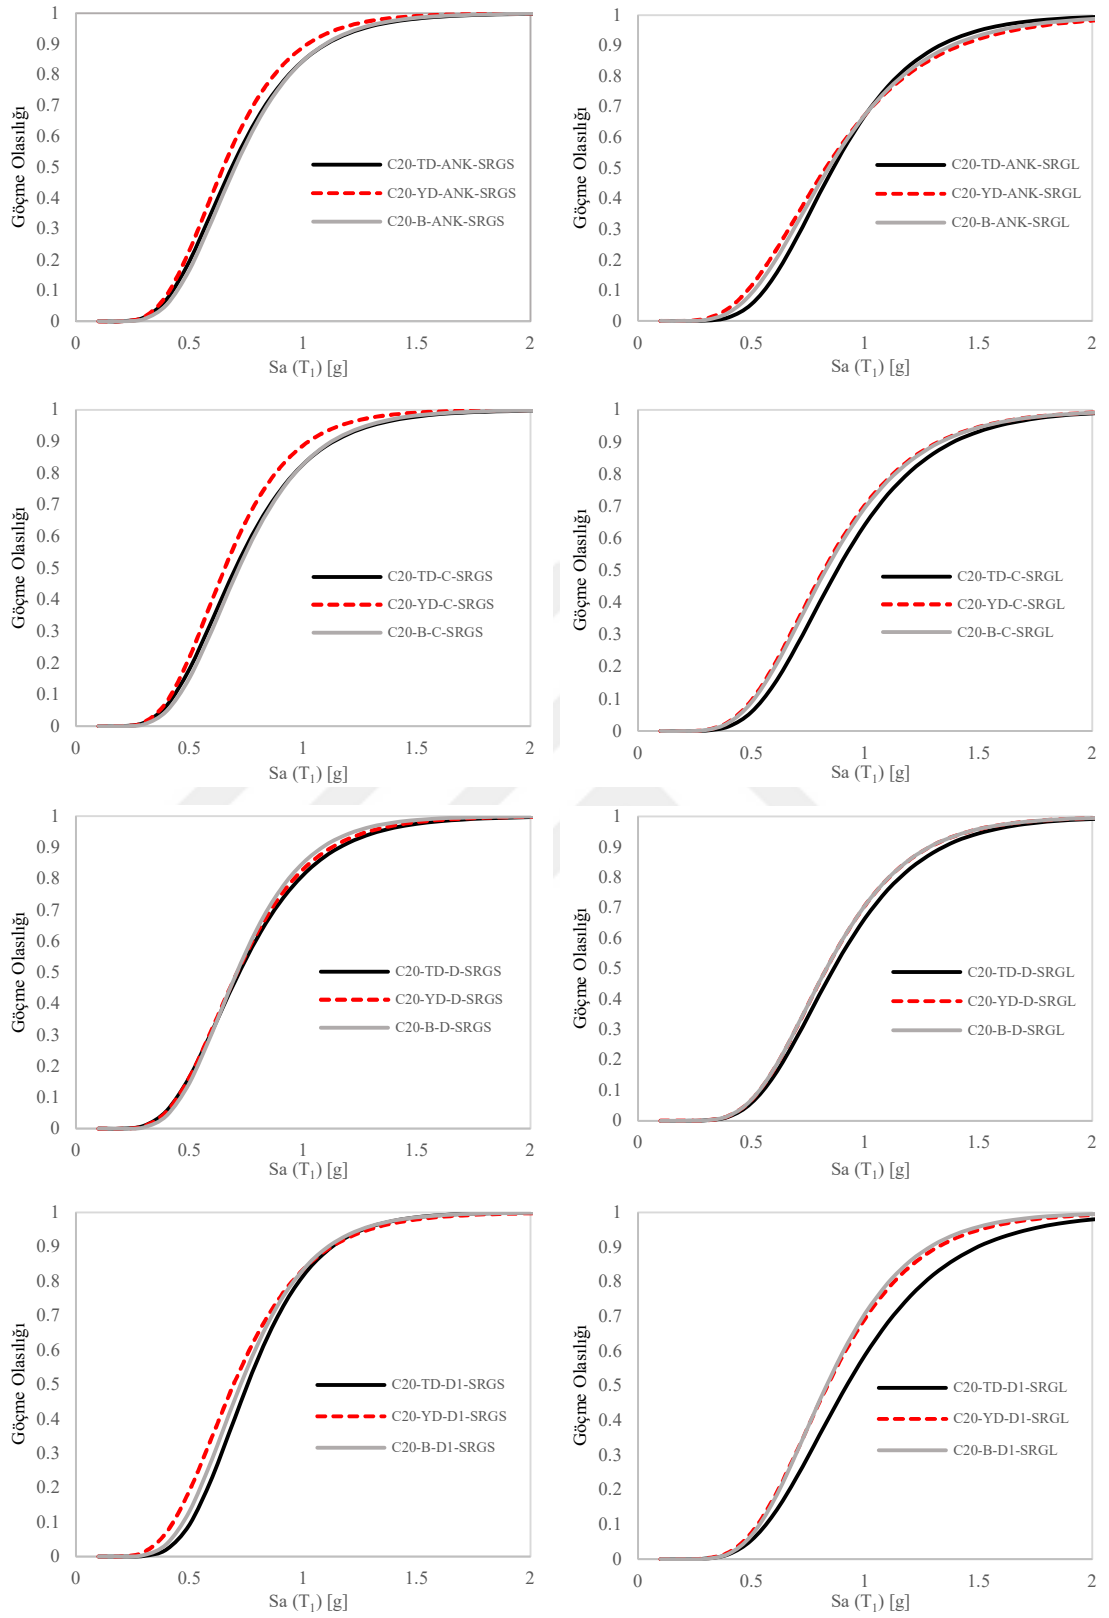 1
0.9
0.8
0.7
0.6
0.5
0.4
0.3
0.2
0.1
0
Göçme Olasılığı
C20-TD-ANK-SRGS
C20-YD-ANK-SRGS
C20-B-ANK-SRGS
0 0.5 1 1.5 2
Sa (T₁) [g]
1
0.9
0.8
0.7
0.6
0.5
0.4
0.3
0.2
0.1
0
Göçme Olasılığı
C20-TD-ANK-SRGL
C20-YD-ANK-SRGL
C20-B-ANK-SRGL
0 0.5 1 1.5 2
Sa (T₁) [g]
1
0.9
0.8
0.7
0.6
0.5
0.4
0.3
0.2
0.1
0
Göçme Olasılığı
C20-TD-C-SRGS
C20-YD-C-SRGS
C20-B-C-SRGS
0 0.5 1 1.5 2
Sa (T₁) [g]
1
0.9
0.8
0.7
0.6
0.5
0.4
0.3
0.2
0.1
0
Göçme Olasılığı
C20-TD-C-SRGL
C20-YD-C-SRGL
C20-B-C-SRGL
0 0.5 1 1.5 2
Sa (T₁) [g]
1
0.9
0.8
0.7
0.6
0.5
0.4
0.3
0.2
0.1
0
Göçme Olasılığı
C20-TD-D-SRGS
C20-YD-D-SRGS
C20-B-D-SRGS
0 0.5 1 1.5 2
Sa (T₁) [g]
1
0.9
0.8
0.7
0.6
0.5
0.4
0.3
0.2
0.1
0
Göçme Olasılığı
C20-TD-D-SRGL
C20-YD-D-SRGL
C20-B-D-SRGL
0 0.5 1 1.5 2
Sa (T₁) [g]
1
0.9
0.8
0.7
0.6
0.5
0.4
0.3
0.2
0.1
0
Göçme Olasılığı
C20-TD-D1-SRGS
C20-YD-D1-SRGS
C20-B-D1-SRGS
0 0.5 1 1.5 2
Sa (T₁) [g]
1
0.9
0.8
0.7
0.6
0.5
0.4
0.3
0.2
0.1
0
Göçme Olasılığı
C20-TD-D1-SRGL
C20-YD-D1-SRGL
C20-B-D1-SRGL
0 0.5 1 1.5 2
Sa (T₁) [g]